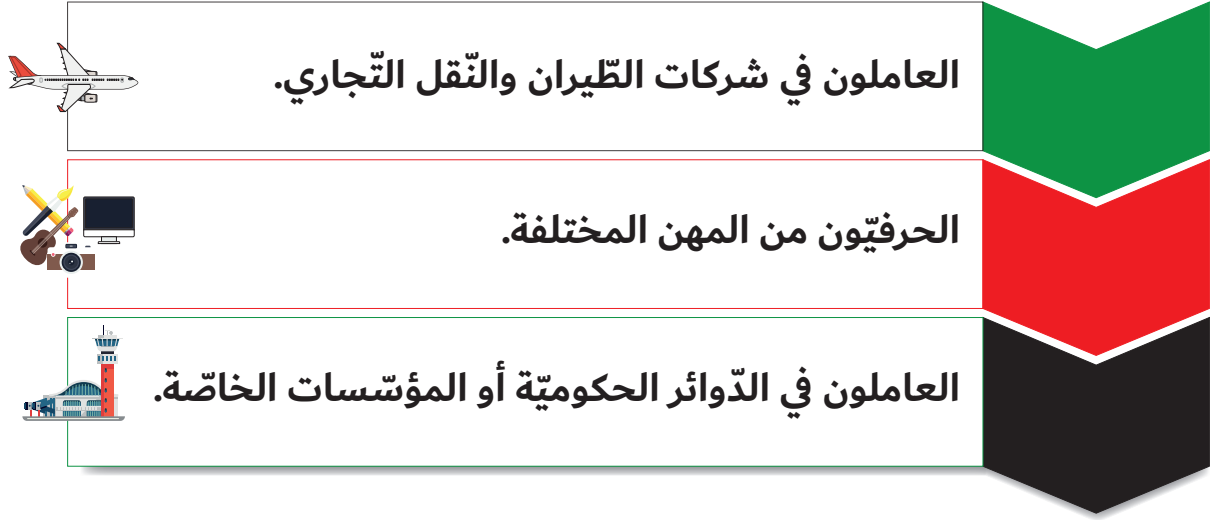 العاملون في شركات الطّيران والنّقل التّجاري.
الحرفيّون من المهن المختلفة.
العاملون في الدّوائر الحكوميّة أو المؤسّسات الخاصّة.